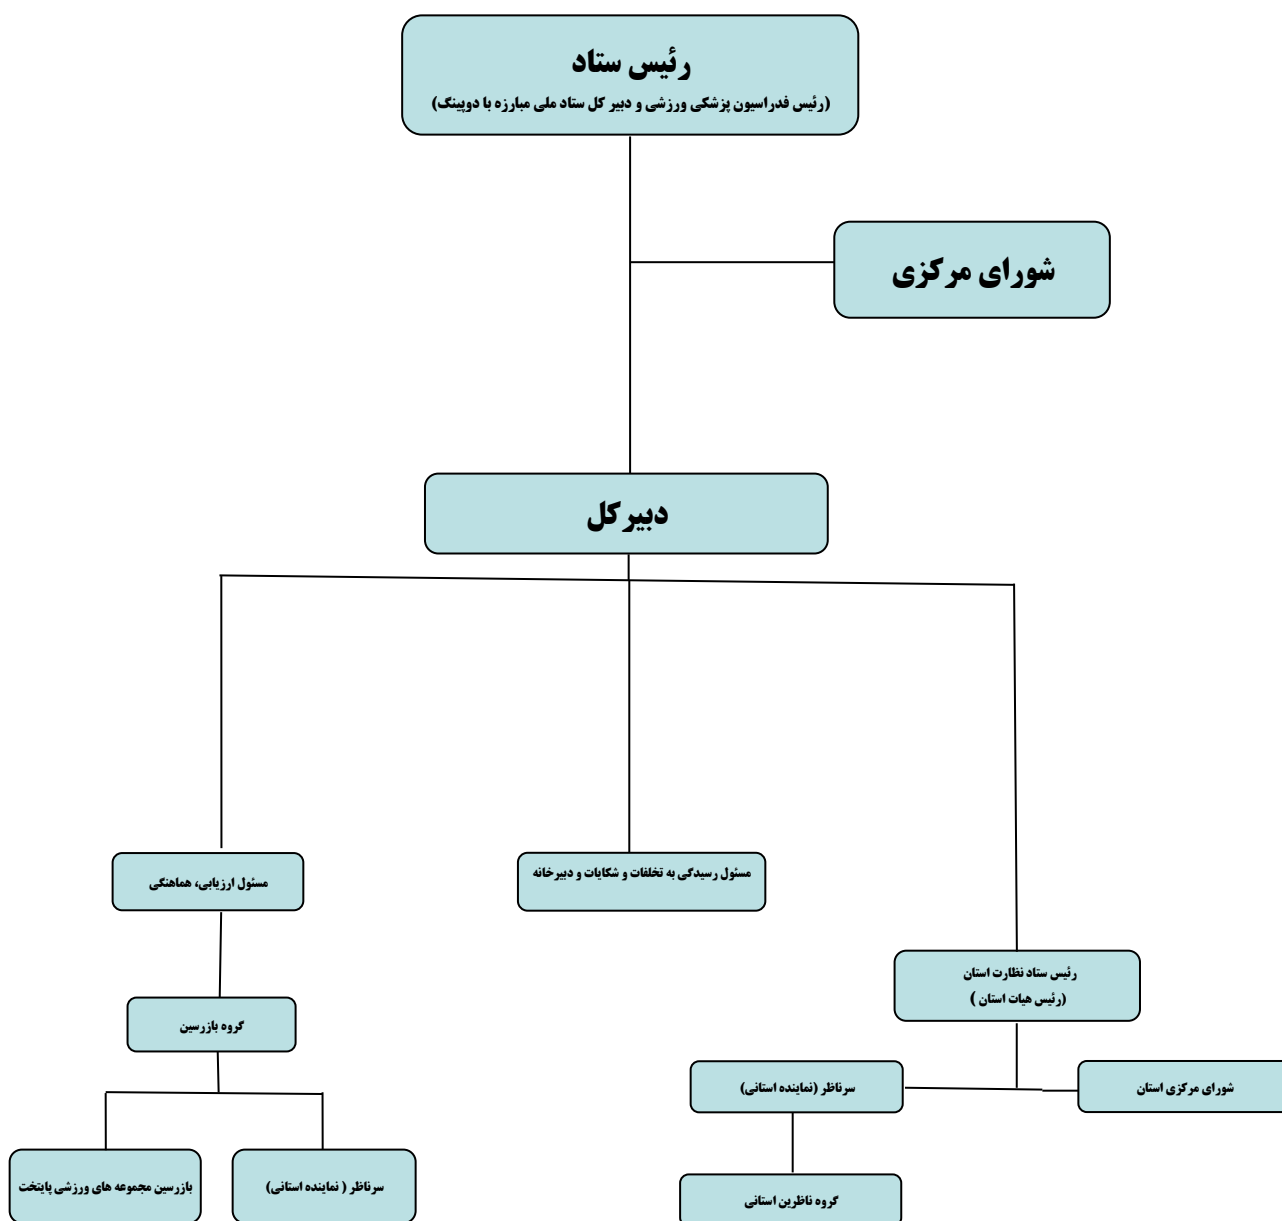 رئیس ستاد
(رئیس فدراسیون پزشکی ورزشی و دبیر کل ستاد ملی مبارزه با دوپینگ)
شورای مرکزی
دبیرکل
مسئول ارزیابی، هماهنگی
مسئول رسیدگی به تخلفات و شکایات و دبیرخانه
رئیس ستاد نظارت استان
(رئیس هیات استان )
گروه بازرسین
شورای مرکزی استان
سرناظر (نماینده استانی)
بازرسین مجموعه های ورزشی پایتخت
سرناظر ( نماینده استانی)
گروه ناظرین استانی